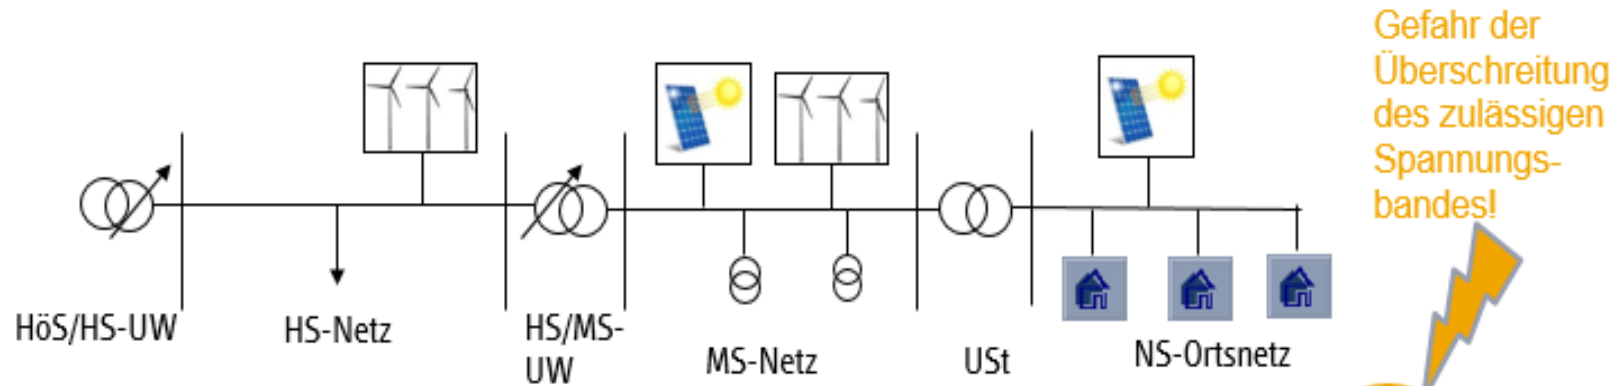 Gefahr der
Überschreitung
des zulässigen
Spannungs-
bandes!
HöS/HS-UW
HS-Netz
HS/MS-
UW
MS-Netz
USt
NS-Ortsnetz